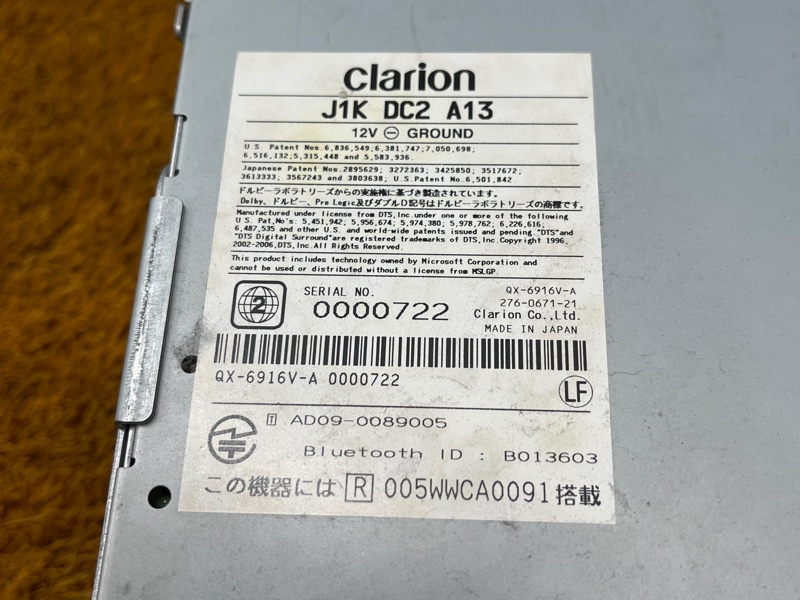 clarion
J1K DC2 A13
12V ⊖ GROUND
U.S. Patent Nos.6,836,549;6,381,747;7,050,698;
6,516,132;5,315,448 and 5,583,936.
Japanese Patent Nos.2895629; 3272363; 3425850; 3517672;
3613333; 3567243 and 3803638; U.S.Patent No.6,501,842.
ドルビーラボラトリーズからの実施権に基づき製造されています。
Dolby、ドルビー、Pro Logic及びダブルD記号はドルビーラボラトリーズの商標です。
Manufactured under license from DTS,Inc.under one or more of the following
U.S. Pat,No's: 5,451,942; 5,956,674; 5,974,380; 5,978,762; 6,226,616;
6,487,535 and other U.S. and world-wide patents issued and pending."DTS"and
"DTS Digital Surround"are registered trademarks of DTS,Inc.Copyright 1996,
2002-2006,DTS,Inc.All Rights Reserved.
This product includes technology owned by Microsoft Corporation and
cannot be used or distributed without a license from MSLGP.
2
SERIAL NO.
0000722
QX-6916V-A
276-0671-21
Clarion Co.,Ltd.
MADE IN JAPAN
QX-6916V-A 0000722
LF
T AD09-0089005
Bluetooth ID : B013603
この機器には R 005WWCA0091 搭載